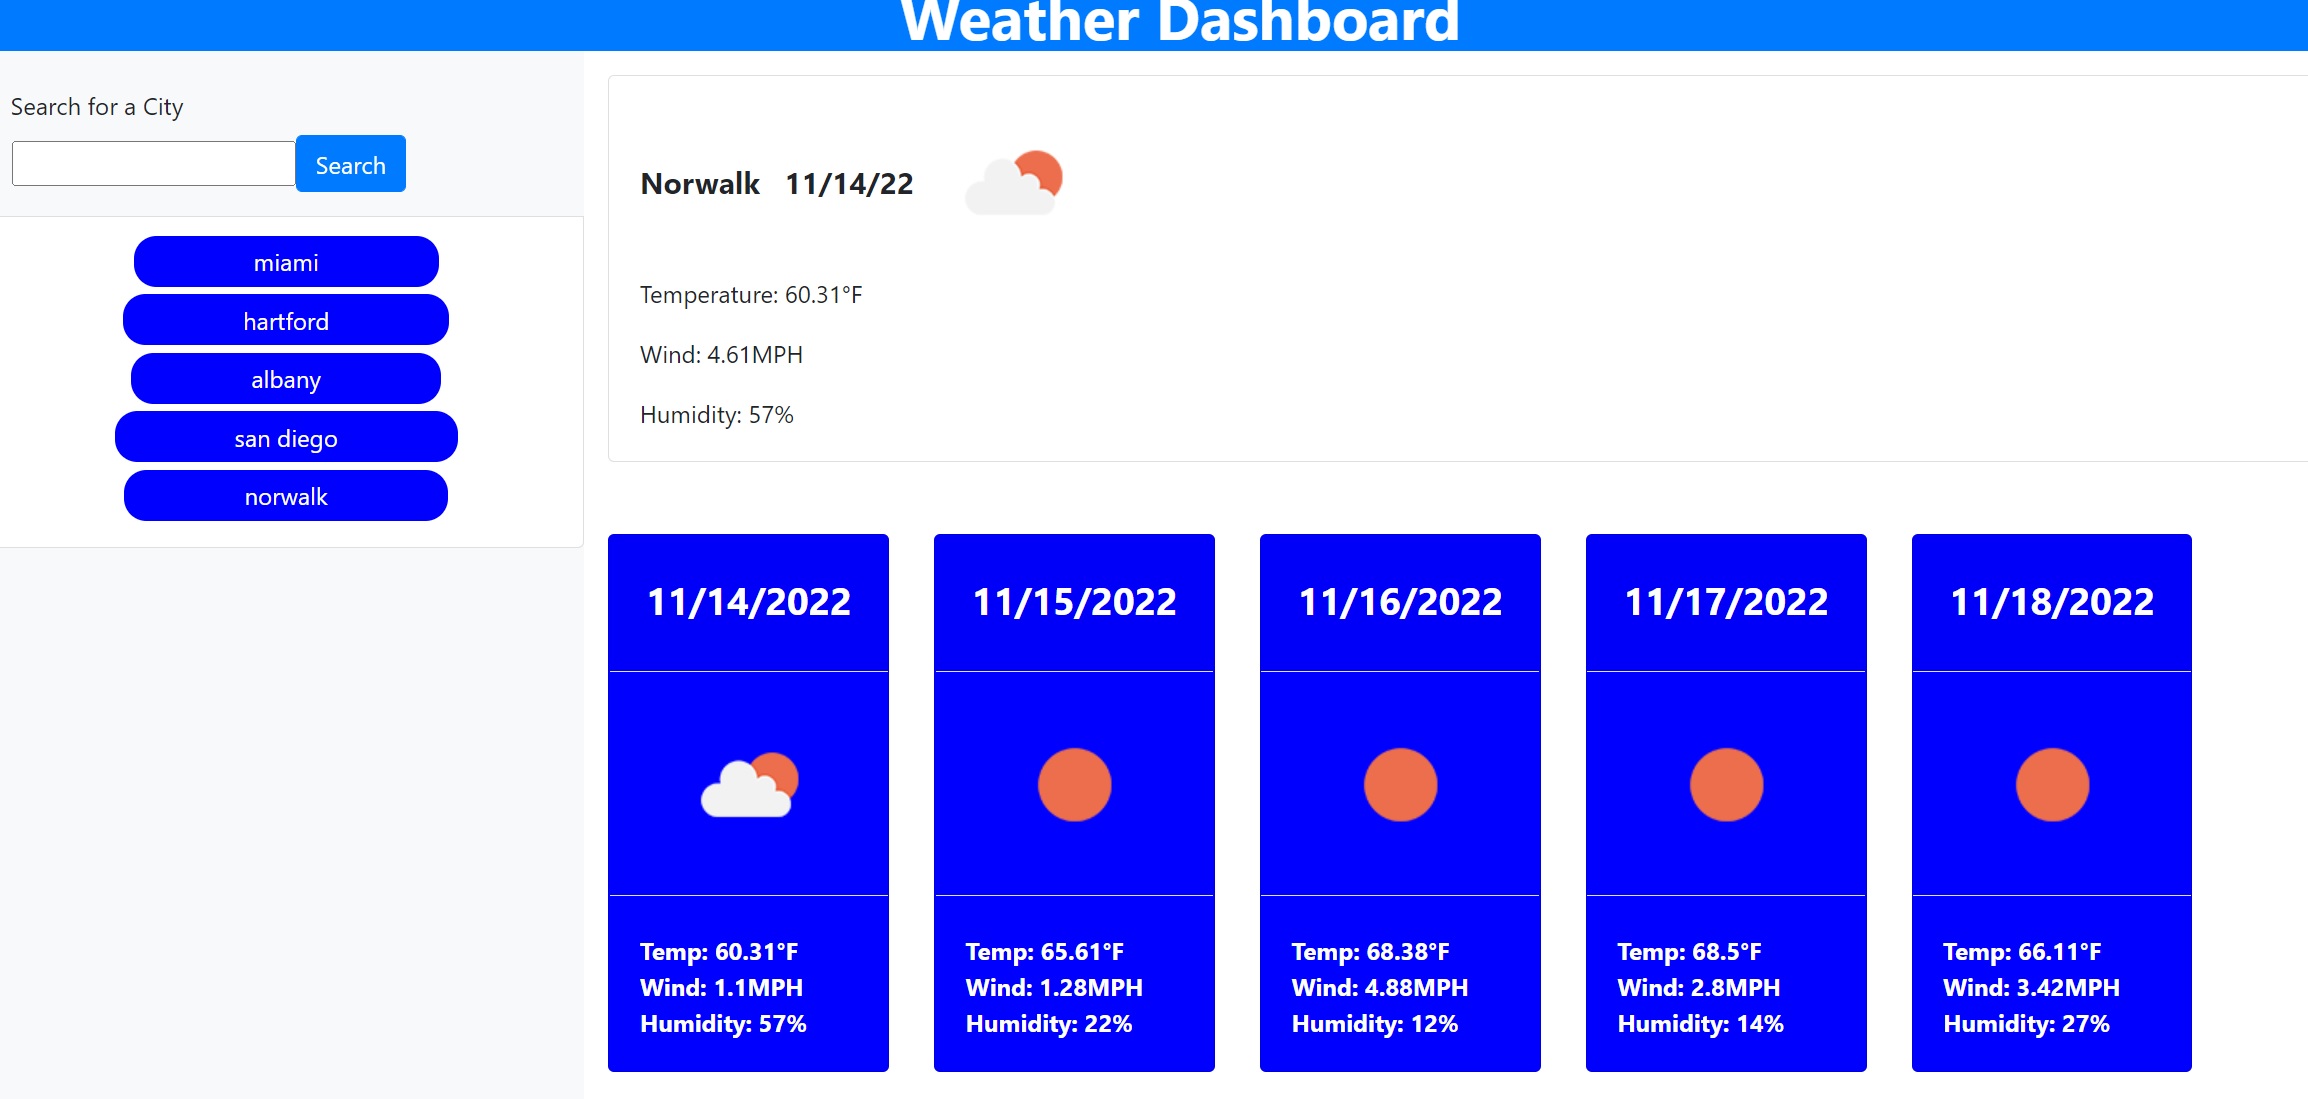 Weather Dashboard
Search for a City
Search
miami
hartford
albany
san diego
norwalk
Norwalk 11/14/22
Temperature: 60.31°F
Wind: 4.61MPH
Humidity: 57%
11/14/2022
Temp: 60.31°F
Wind: 1.1MPH
Humidity: 57%
11/15/2022
Temp: 65.61°F
Wind: 1.28MPH
Humidity: 22%
11/16/2022
Temp: 68.38°F
Wind: 4.88MPH
Humidity: 12%
11/17/2022
Temp: 68.5°F
Wind: 2.8MPH
Humidity: 14%
11/18/2022
Temp: 66.11°F
Wind: 3.42MPH
Humidity: 27%